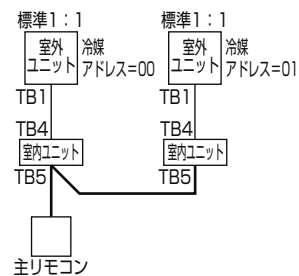 標準1：1
室外
ユニット
冷媒
アドレス=00
TB1
TB4
室内ユニット
TB5
標準1：1
室外
ユニット
冷媒
アドレス=01
TB1
TB4
室内ユニット
TB5
主リモコン